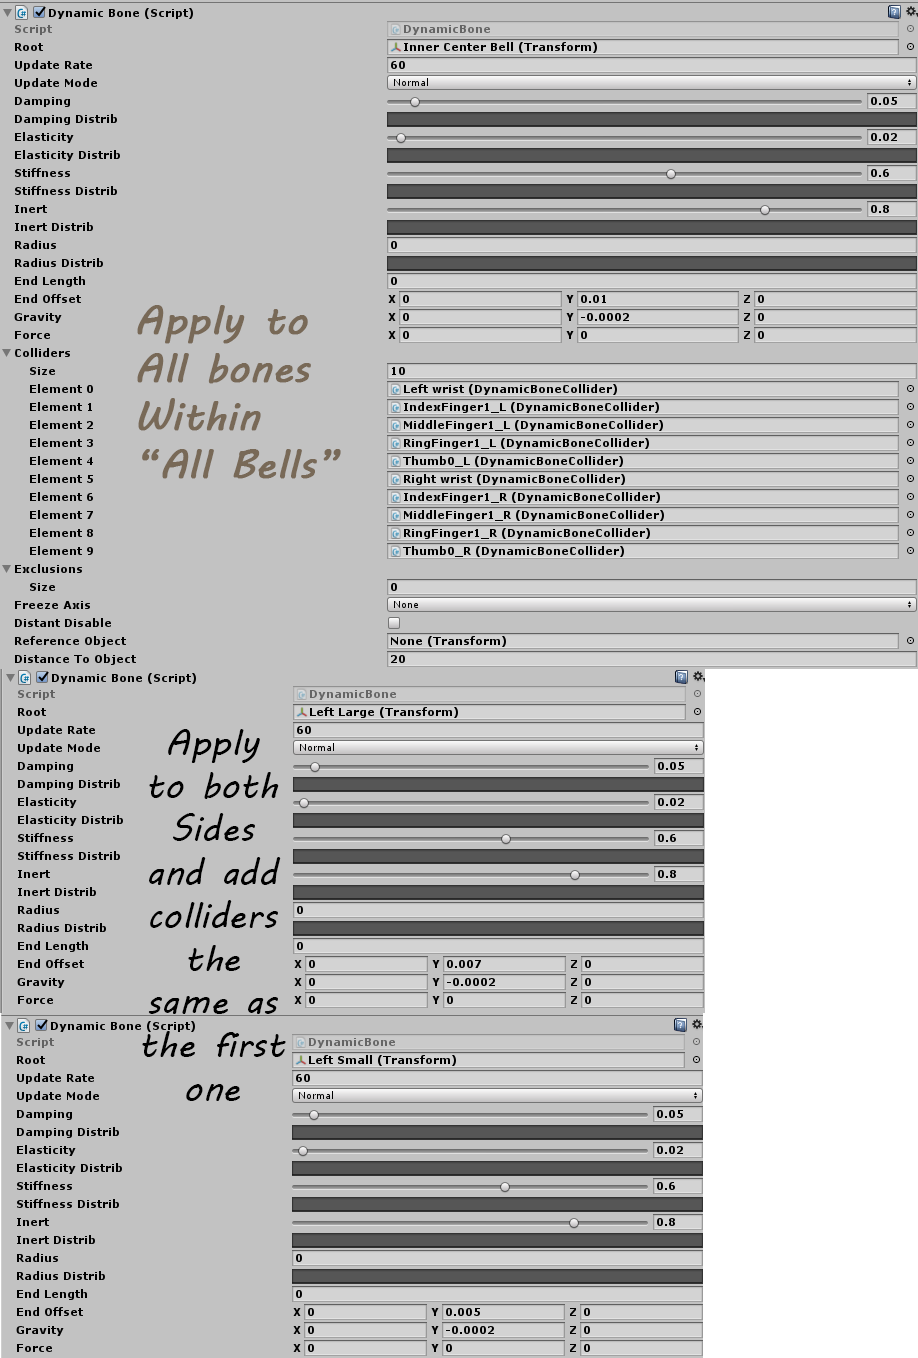 Dynamic Bone (Script)
Script DynamicBone
Root Inner Center Bell (Transform)
Update Rate 60
Update Mode Normal
Damping 0.05
Damping Distrib
Elasticity 0.02
Elasticity Distrib
Stiffness 0.6
Stiffness Distrib
Inert 0.8
Inert Distrib
Radius 0
Radius Distrib
End Length 0
End Offset X 0 Y 0.01 Z 0
Gravity X 0 Y -0.0002 Z 0
Force X 0 Y 0 Z 0
Apply to
All bones
Within
“All Bells”
Colliders
Size 10
Element 0 Left wrist (DynamicBoneCollider)
Element 1 IndexFinger1_L (DynamicBoneCollider)
Element 2 MiddleFinger1_L (DynamicBoneCollider)
Element 3 RingFinger1_L (DynamicBoneCollider)
Element 4 Thumb0_L (DynamicBoneCollider)
Element 5 Right wrist (DynamicBoneCollider)
Element 6 IndexFinger1_R (DynamicBoneCollider)
Element 7 MiddleFinger1_R (DynamicBoneCollider)
Element 8 RingFinger1_R (DynamicBoneCollider)
Element 9 Thumb0_R (DynamicBoneCollider)
Exclusions
Size 0
Freeze Axis None
Distant Disable
Reference Object None (Transform)
Distance To Object 20
Dynamic Bone (Script)
Script DynamicBone
Root Left Large (Transform)
Update Rate 60
Update Mode Normal
Damping 0.05
Damping Distrib
Elasticity 0.02
Elasticity Distrib
Stiffness 0.6
Stiffness Distrib
Inert 0.8
Inert Distrib
Radius 0
Radius Distrib
End Length 0
End Offset X 0 Y 0.007 Z 0
Gravity X 0 Y -0.0002 Z 0
Force X 0 Y 0 Z 0
Apply
to both
Sides
and add
colliders
the
same as
the first
one
Dynamic Bone (Script)
Script DynamicBone
Root Left Small (Transform)
Update Rate 60
Update Mode Normal
Damping 0.05
Damping Distrib
Elasticity 0.02
Elasticity Distrib
Stiffness 0.6
Stiffness Distrib
Inert 0.8
Inert Distrib
Radius 0
Radius Distrib
End Length 0
End Offset X 0 Y 0.005 Z 0
Gravity X 0 Y -0.0002 Z 0
Force X 0 Y 0 Z 0